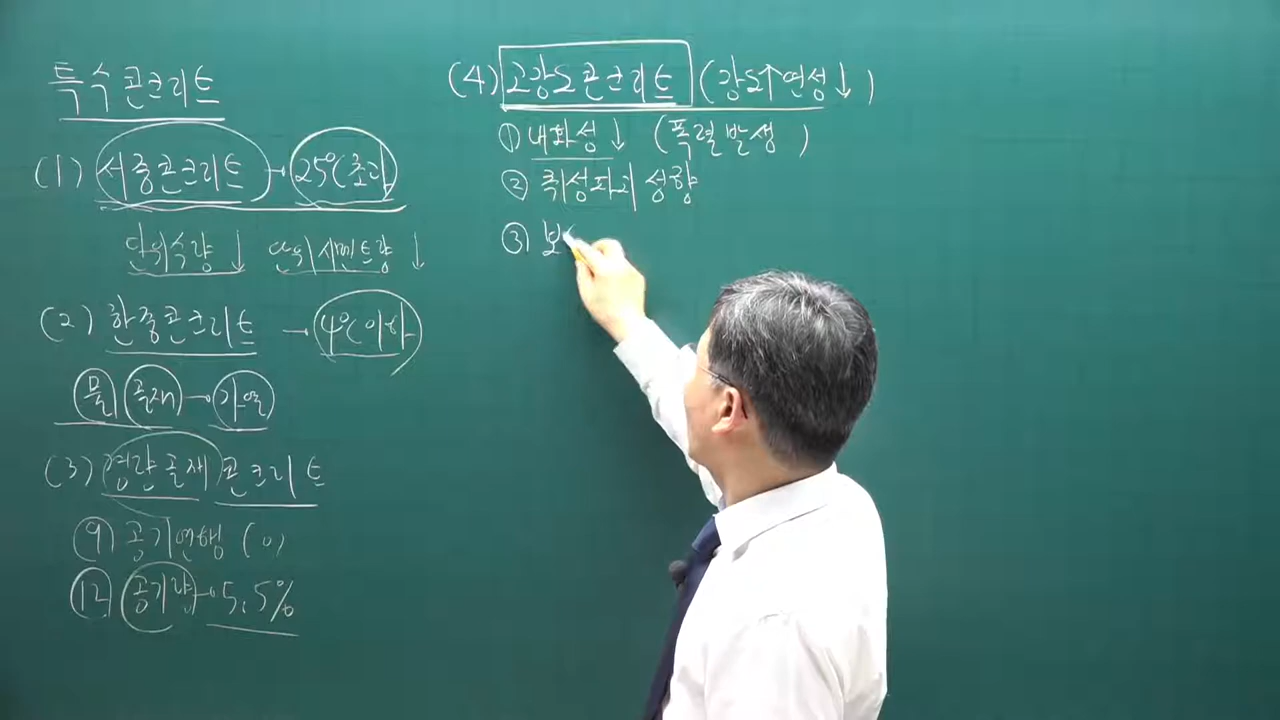 특수콘크리트
(1) 서중콘크리트 → 25℃초과
단위수량↓ 단위시멘트량↓
(2) 한중콘크리트 → 4℃이하
물 골재 → 가열
(3) 경량골재콘크리트
⑨ 공기연행 (o)
⑫ 공기량 → 5.5%
(4) 고강도콘크리트 (강도↑연성↓)
① 내화성↓ (폭렬발생)
② 취성파괴 성향
③ 보